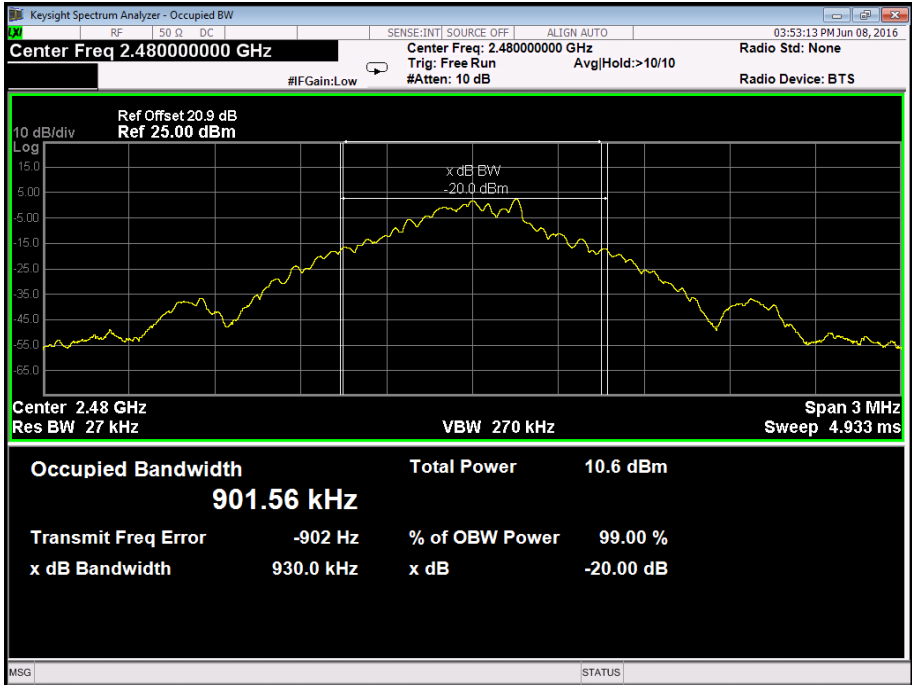 Keysight Spectrum Analyzer - Occupied BW
LXI RF 50 Ω DC SENSE:INT SOURCE OFF ALIGN AUTO 03:53:13 PM Jun 08, 2016
Center Freq 2.480000000 GHz Center Freq: 2.480000000 GHz Radio Std: None
Trig: Free Run Avg|Hold:>10/10
#IFGain:Low #Atten: 10 dB Radio Device: BTS
Ref Offset 20.9 dB
10 dB/div Ref 25.00 dBm
Log
15.0
x dB BW
5.00
-20.0 dBm
-5.00
-15.0
-25.0
-35.0
-45.0
-55.0
-65.0
Center 2.48 GHz Span 3 MHz
Res BW 27 kHz VBW 270 kHz Sweep 4.933 ms
Occupied Bandwidth Total Power 10.6 dBm
901.56 kHz
Transmit Freq Error -902 Hz % of OBW Power 99.00 %
x dB Bandwidth 930.0 kHz x dB -20.00 dB
MSG STATUS